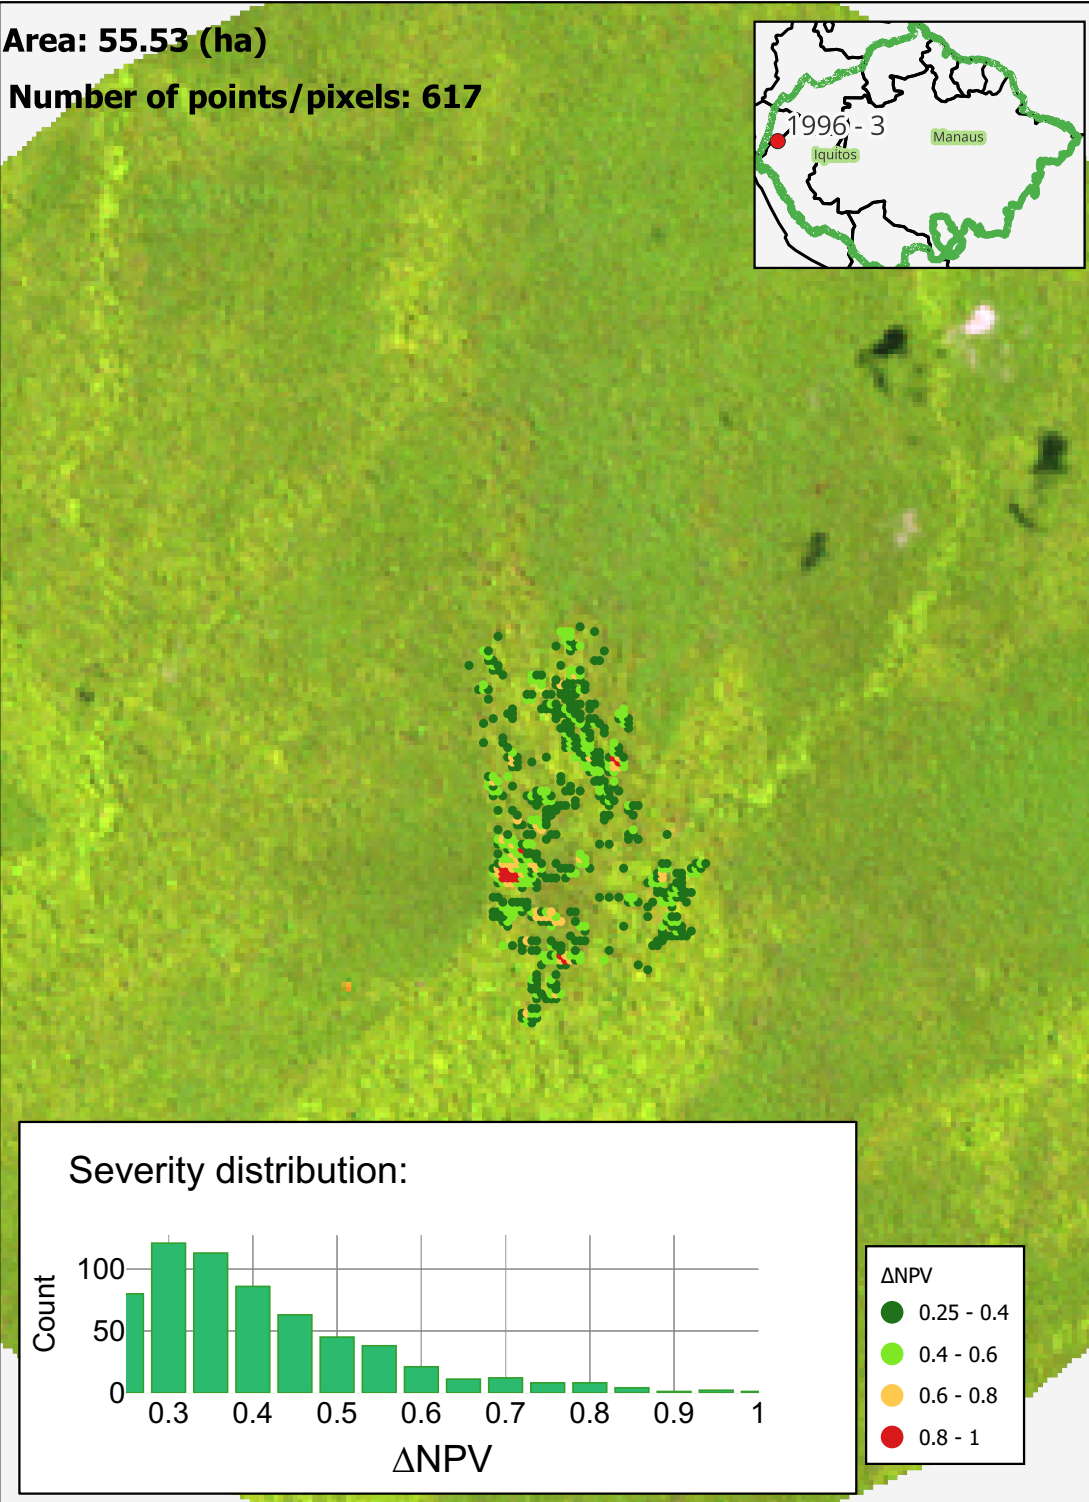 Area: 55.53 (ha)
Number of points/pixels: 617
1996 - 3
Manaus
Iquitos
Severity distribution:
Count
100
50
0
0.3 0.4 0.5 0.6 0.7 0.8 0.9 1
ΔNPV
ΔNPV
0.25 - 0.4
0.4 - 0.6
0.6 - 0.8
0.8 - 1